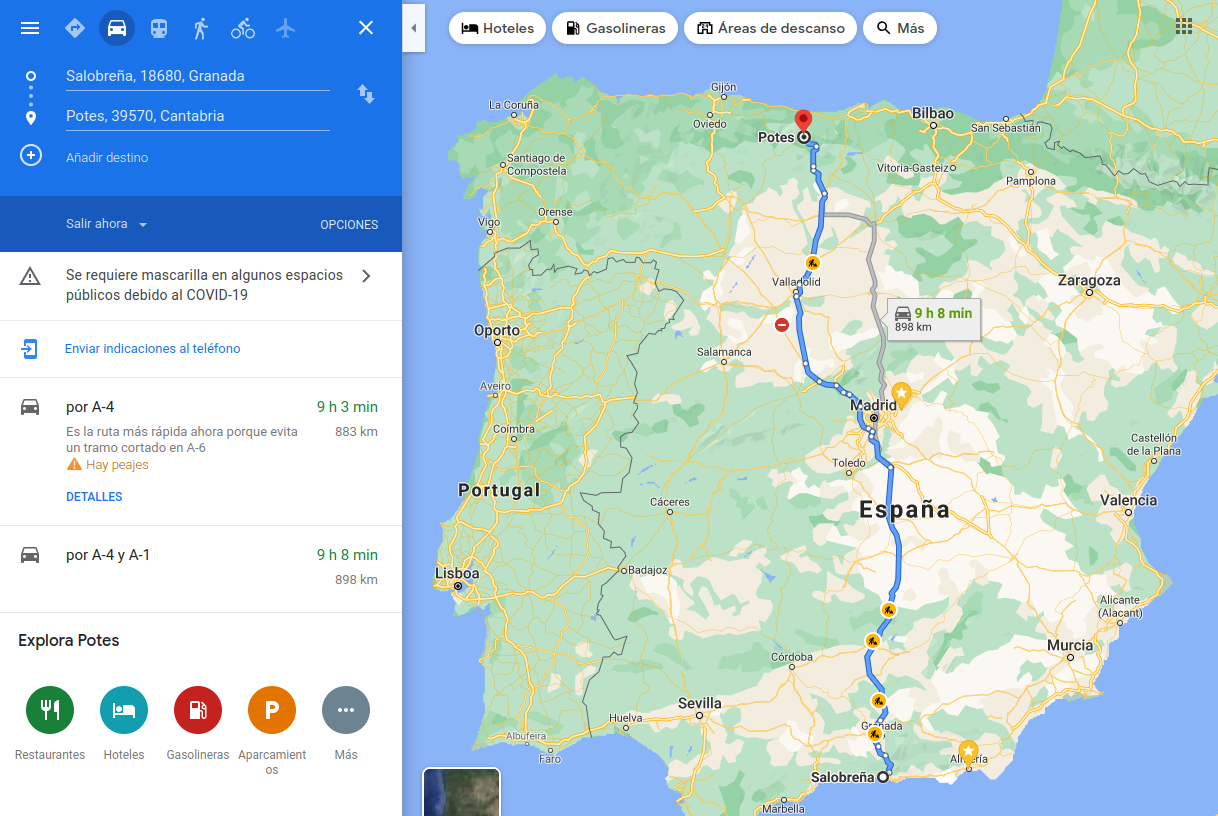 Salobreña, 18680, Granada
Potes, 39570, Cantabria
Añadir destino
Salir ahora
OPCIONES
Se requiere mascarilla en algunos espacios
públicos debido al COVID-19
Enviar indicaciones al teléfono
por A-4
9 h 3 min
Es la ruta más rápida ahora porque evita
883 km
un tramo cortado en A-6
Hay peajes
DETALLES
por A-4 y A-1
9 h 8 min
898 km
Explora Potes
P
Restaurantes
Hoteles
Gasolineras
Aparcamient
os
Más
Hoteles
Gasolineras
Áreas de descanso
Más
Gijón
La Coruña
Oviedo
Bilbao
San Sebastián
Potes
Santiago de
Compostela
Vitoria-Gasteiz
Pamplona
Orense
Vigo
Valladolid
Zaragoza
9 h 8 min
898 km
Oporto
Salamanca
Aveiro
Madrid
Coimbra
Castellón
de la Plana
Toledo
Portugal
Cáceres
España
Valencia
Lisboa
Badajoz
Alicante
(Alacant)
Murcia
Córdoba
Sevilla
Huelva
Granada
Albufeira
Faro
Almería
Salobreña
Marbella